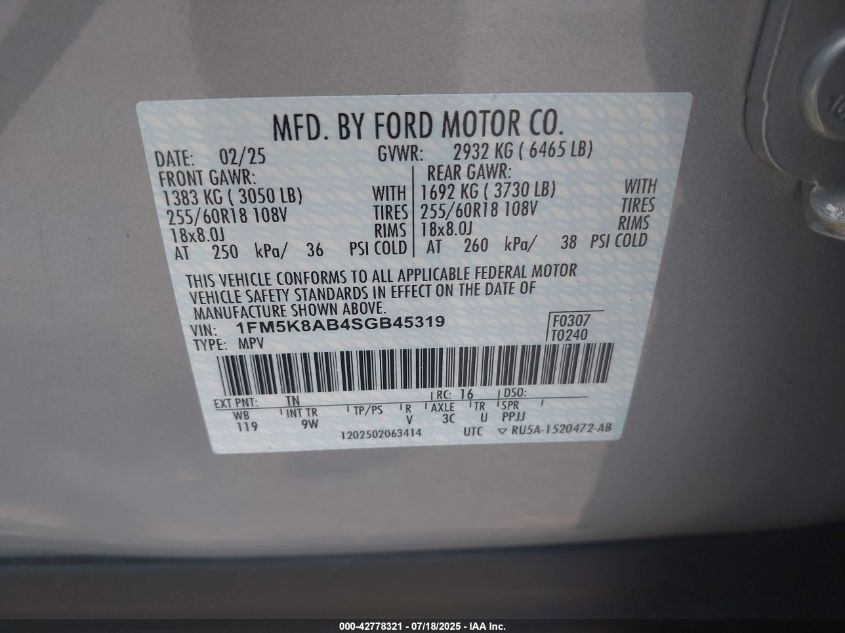 MFD. BY FORD MOTOR CO.
DATE: 02/25 GVWR: 2932 KG ( 6465 LB)
FRONT GAWR: REAR GAWR:
1383 KG ( 3050 LB) WITH 1692 KG ( 3730 LB) WITH
255/60R18 108V TIRES 255/60R18 108V TIRES
18x8.0J RIMS 18x8.0J RIMS
AT 250 kPa/ 36 PSI COLD AT 260 kPa/ 38 PSI COLD
THIS VEHICLE CONFORMS TO ALL APPLICABLE FEDERAL MOTOR
VEHICLE SAFETY STANDARDS IN EFFECT ON THE DATE OF
MANUFACTURE SHOWN ABOVE.
VIN: 1FM5K8AB4SGB45319 F0307
TYPE: MPV T0240
EXT PNT: TN RC: 16 DSO:
WB INT TR TP/PS R AXLE TR SPR
119 9W V 3C U PPJJ
1202502063414 UTC ▽ RU5A-1520472-AB
000-42778321 - 07/18/2025 - IAA Inc.